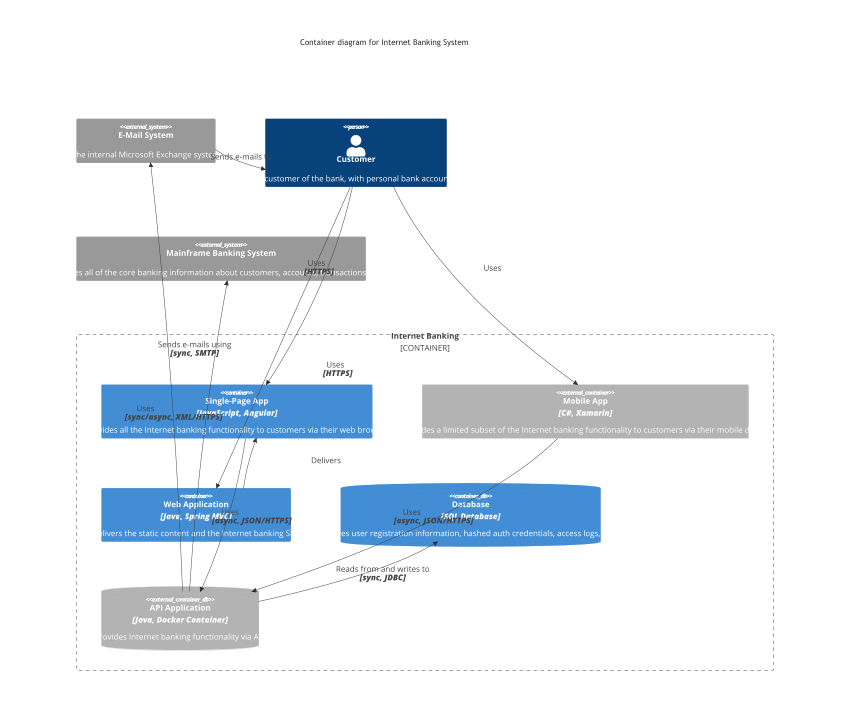 Container diagram for Internet Banking System
<<external_system>>
E-Mail System
he internal Microsoft Exchange syste
Sends e-mails to
<<person>>
Customer
customer of the bank, with personal bank accoun
<<external_system>>
Mainframe Banking System
es all of the core banking information about customers, accou
nsactions
Uses
[HTTPS]
Uses
Internet Banking
[CONTAINER]
Sends e-mails using
[sync, SMTP]
Uses
[HTTPS]
<<container>>
Single-Page App
[JavaScript, Angular]
vides all the Internet banking functionality to customers via their web brow
Uses
[sync/async, XML/HTTPS]
<<external_container>>
Mobile App
[C#, Xamarin]
des a limited subset of the Internet banking functionality to customers via their mobile d
Delivers
<<container>>
Web Application
[Java, Spring MVC]
elivers the static content and the Internet banking S
Uses
[async, JSON/HTTPS]
<<container_db>>
Database
[SQL Database]
es user registration information, hashed auth credentials, access logs,
Uses
[async, JSON/HTTPS]
Reads from and writes to
[sync, JDBC]
<<external_container_db>>
API Application
[Java, Docker Container]
rovides Internet banking functionality via A